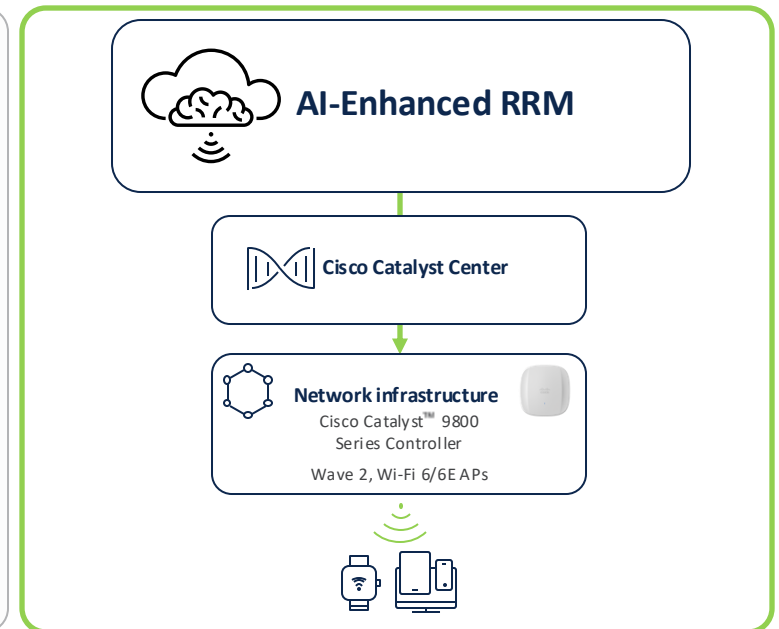 AI-Enhanced RRM
Cisco Catalyst Center
Network infrastructure
Cisco Catalyst™ 9800
Series Controller
Wave 2, Wi-Fi 6/6E APs